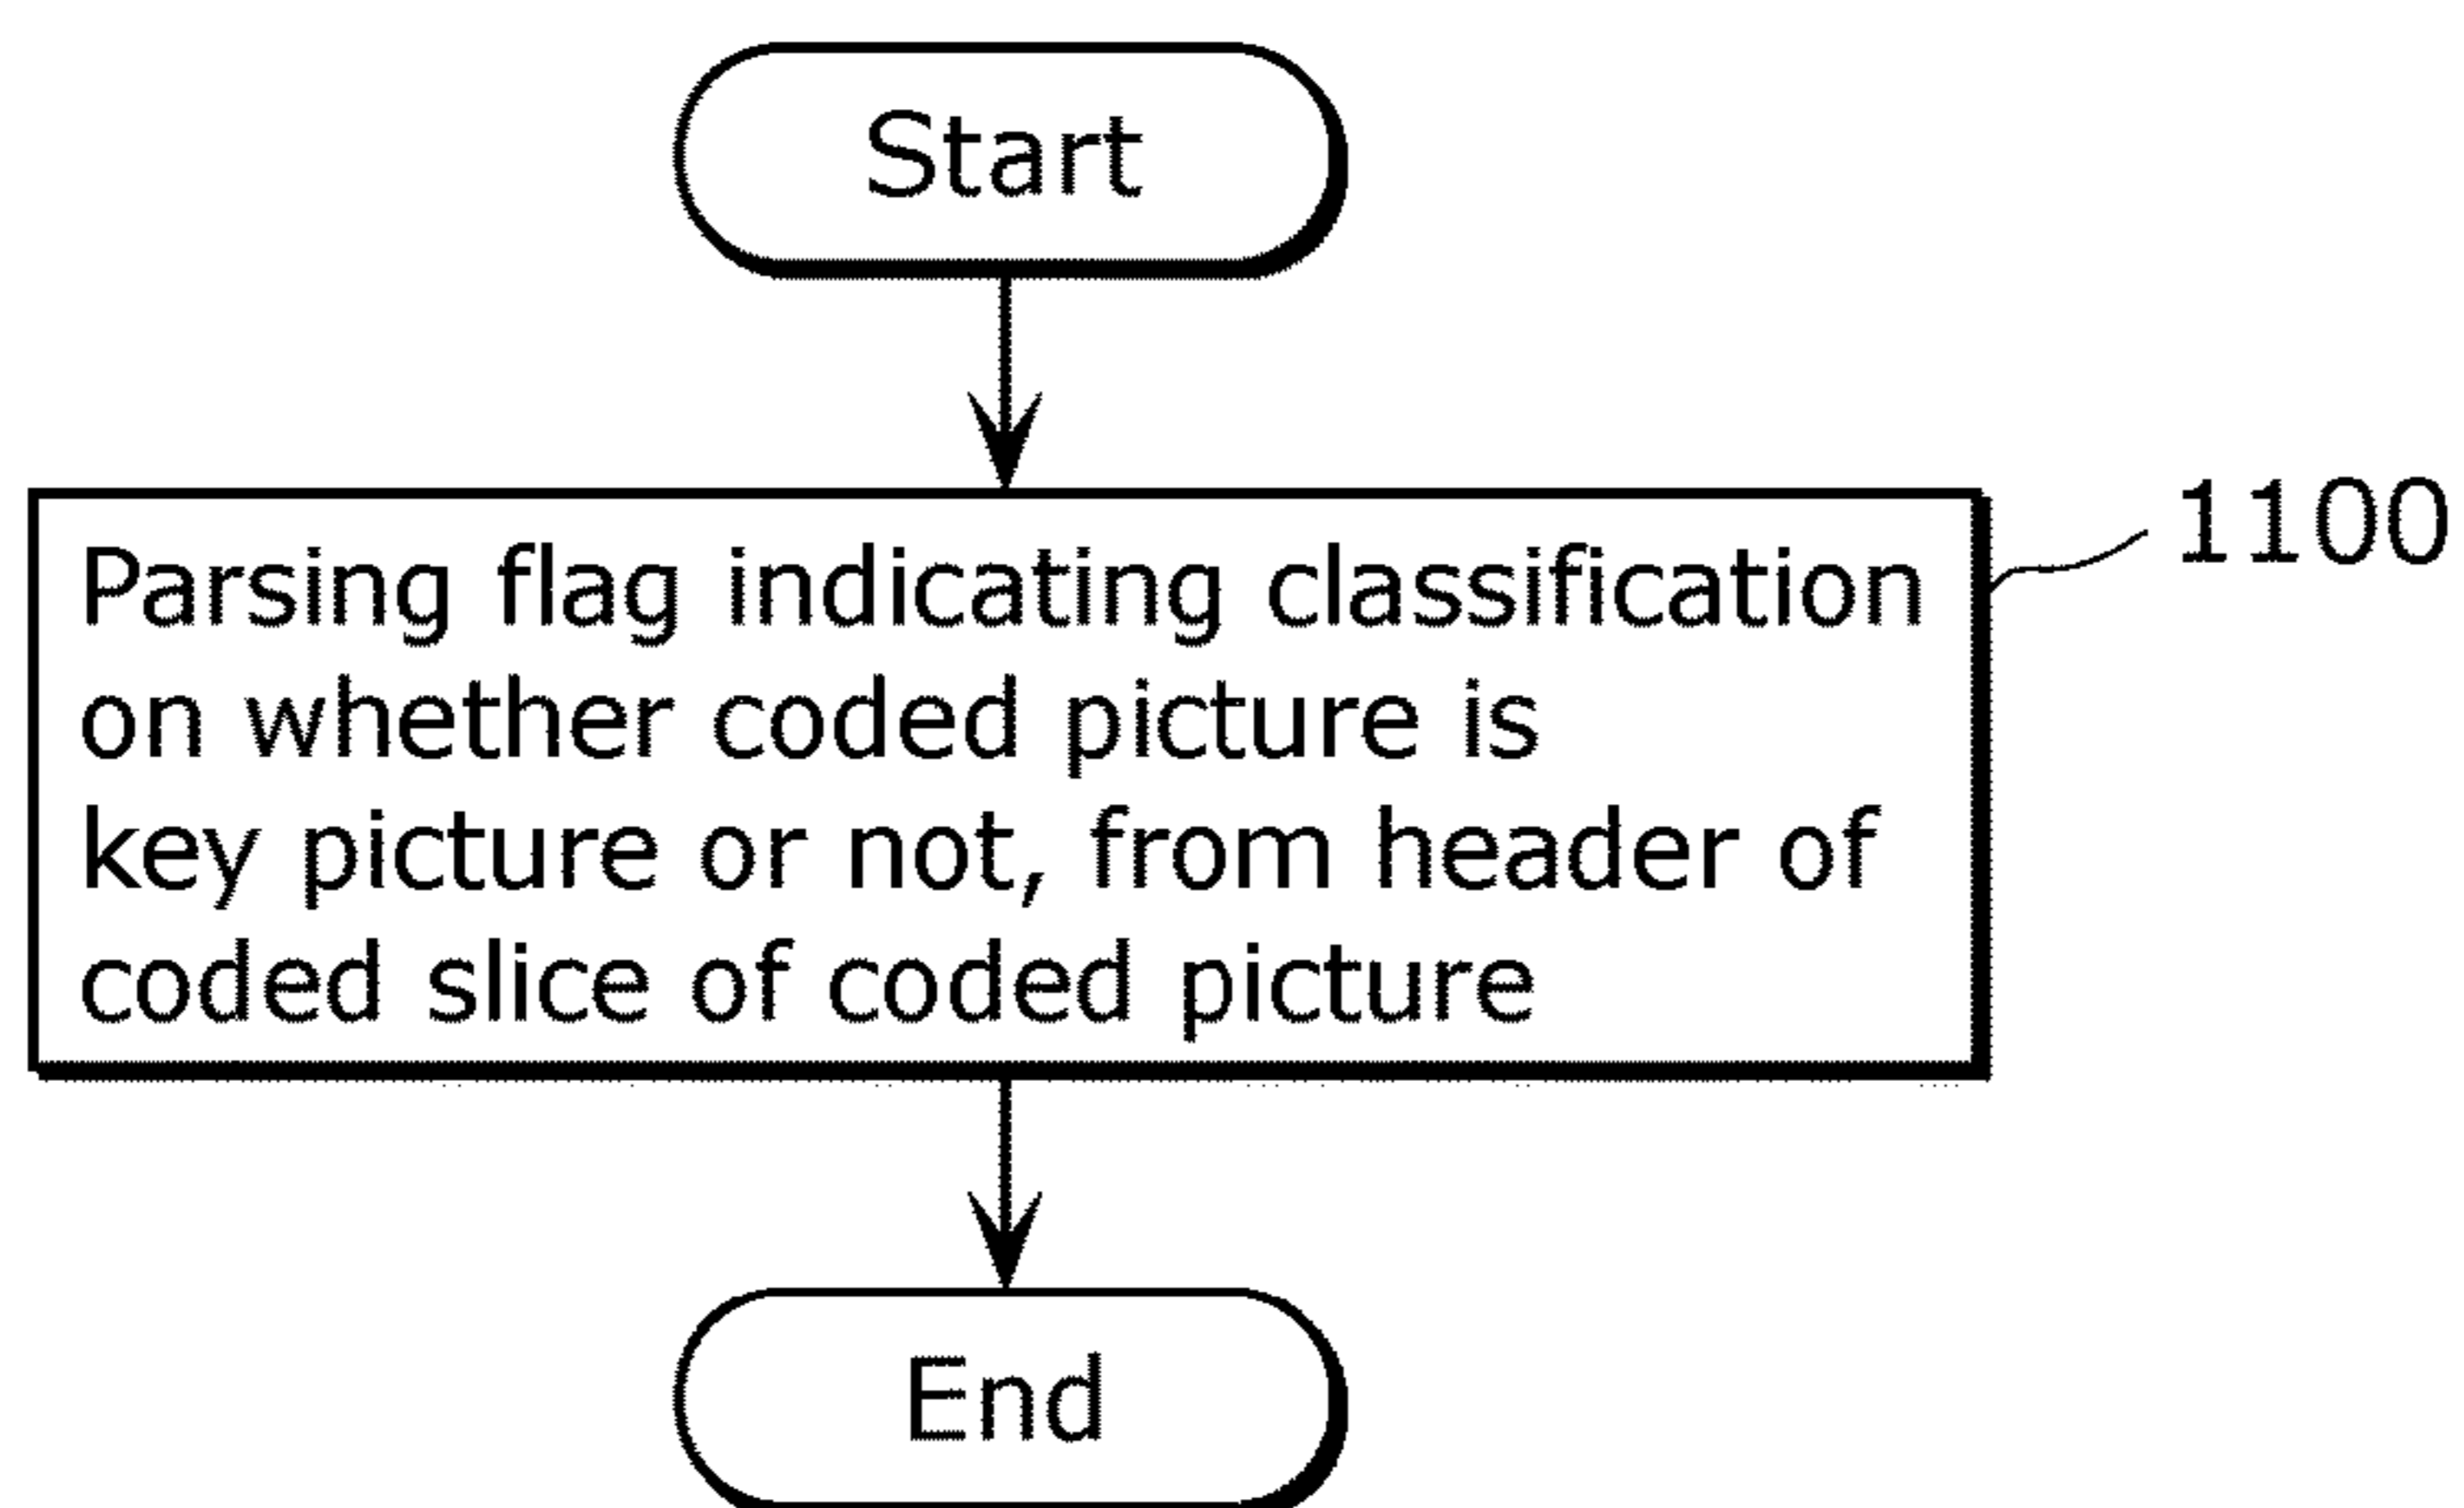 Start
1100
Parsing flag indicating classification
on whether coded picture is
key picture or not, from header of
coded slice of coded picture
End